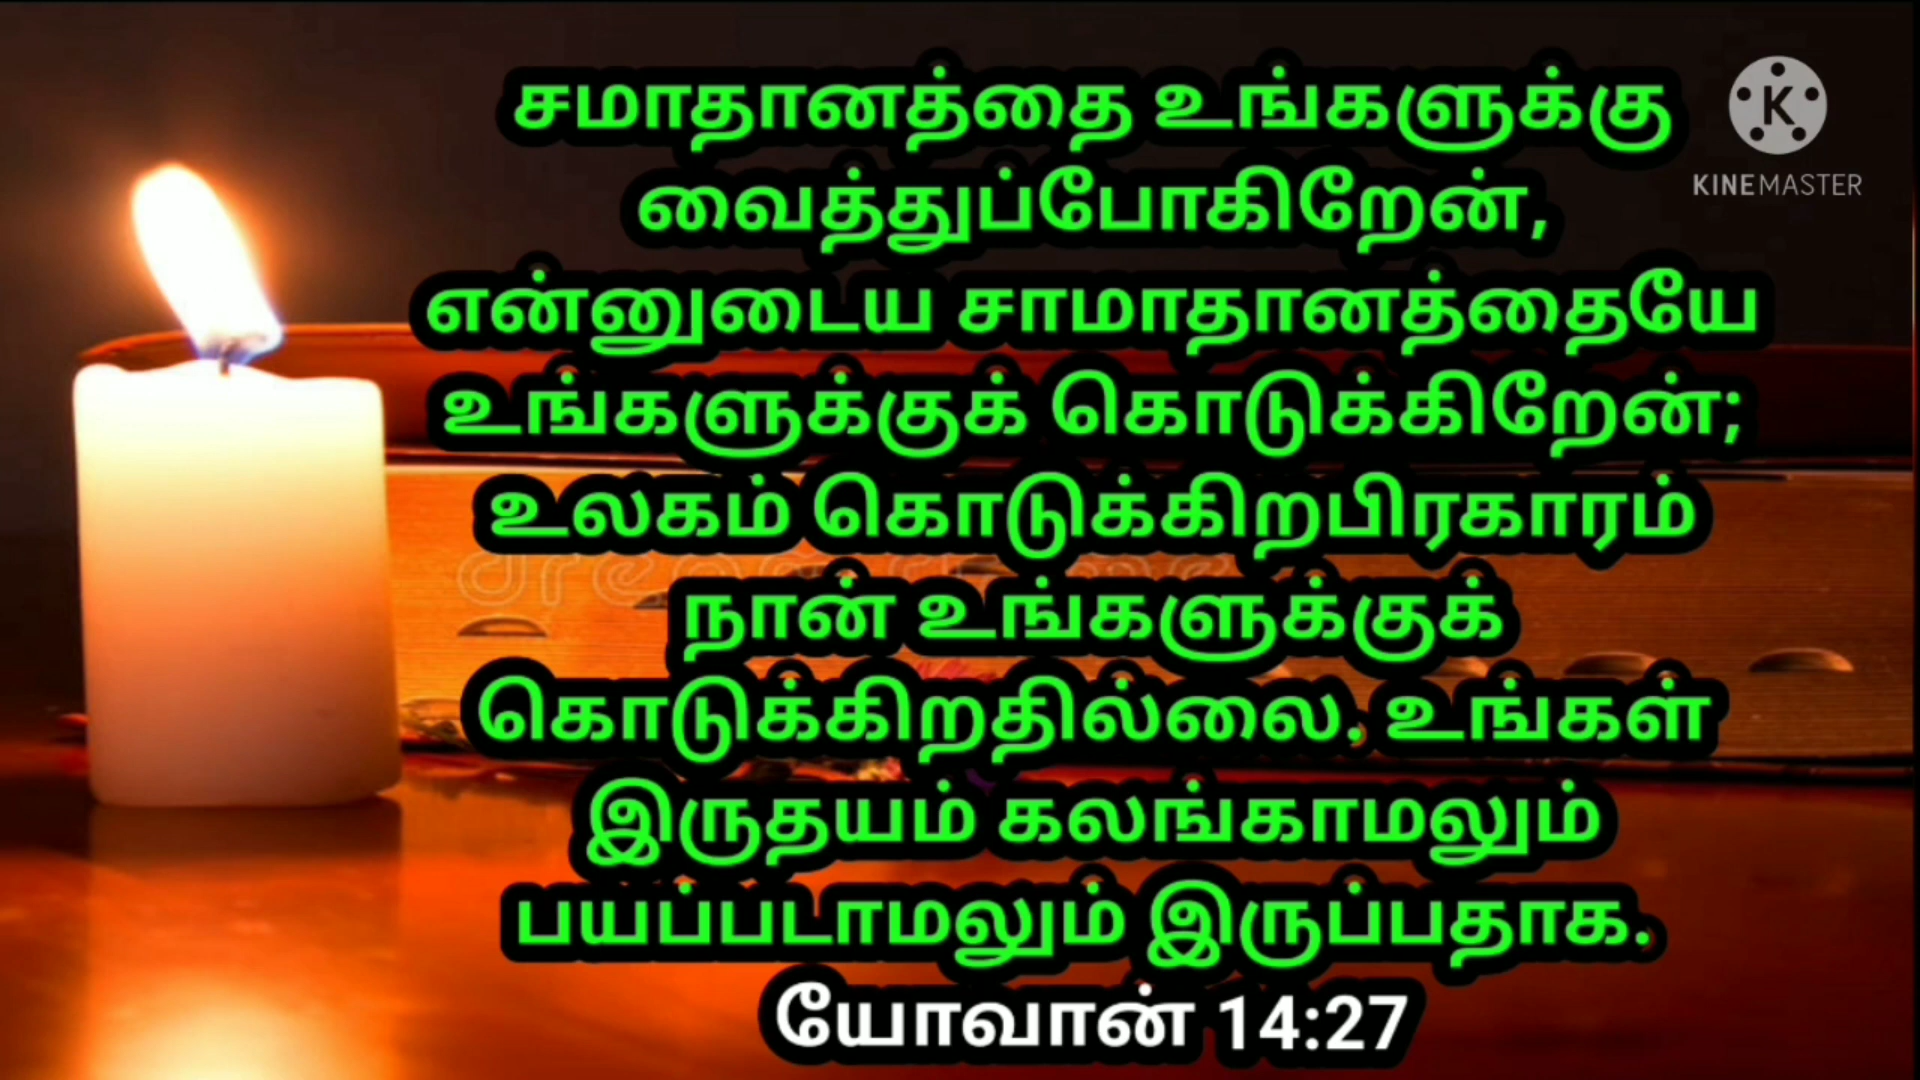 சமாதானத்தை உங்களுக்கு
வைத்துப்போகிறேன்,
என்னுடைய சாமாதானத்தையே
உங்களுக்குக் கொடுக்கிறேன்;
உலகம் கொடுக்கிறபிரகாரம்
நான் உங்களுக்குக்
கொடுக்கிறதில்லை. உங்கள்
இருதயம் கலங்காமலும்
பயப்படாமலும் இருப்பதாக.
யோவான் 14:27
K
KINEMASTER